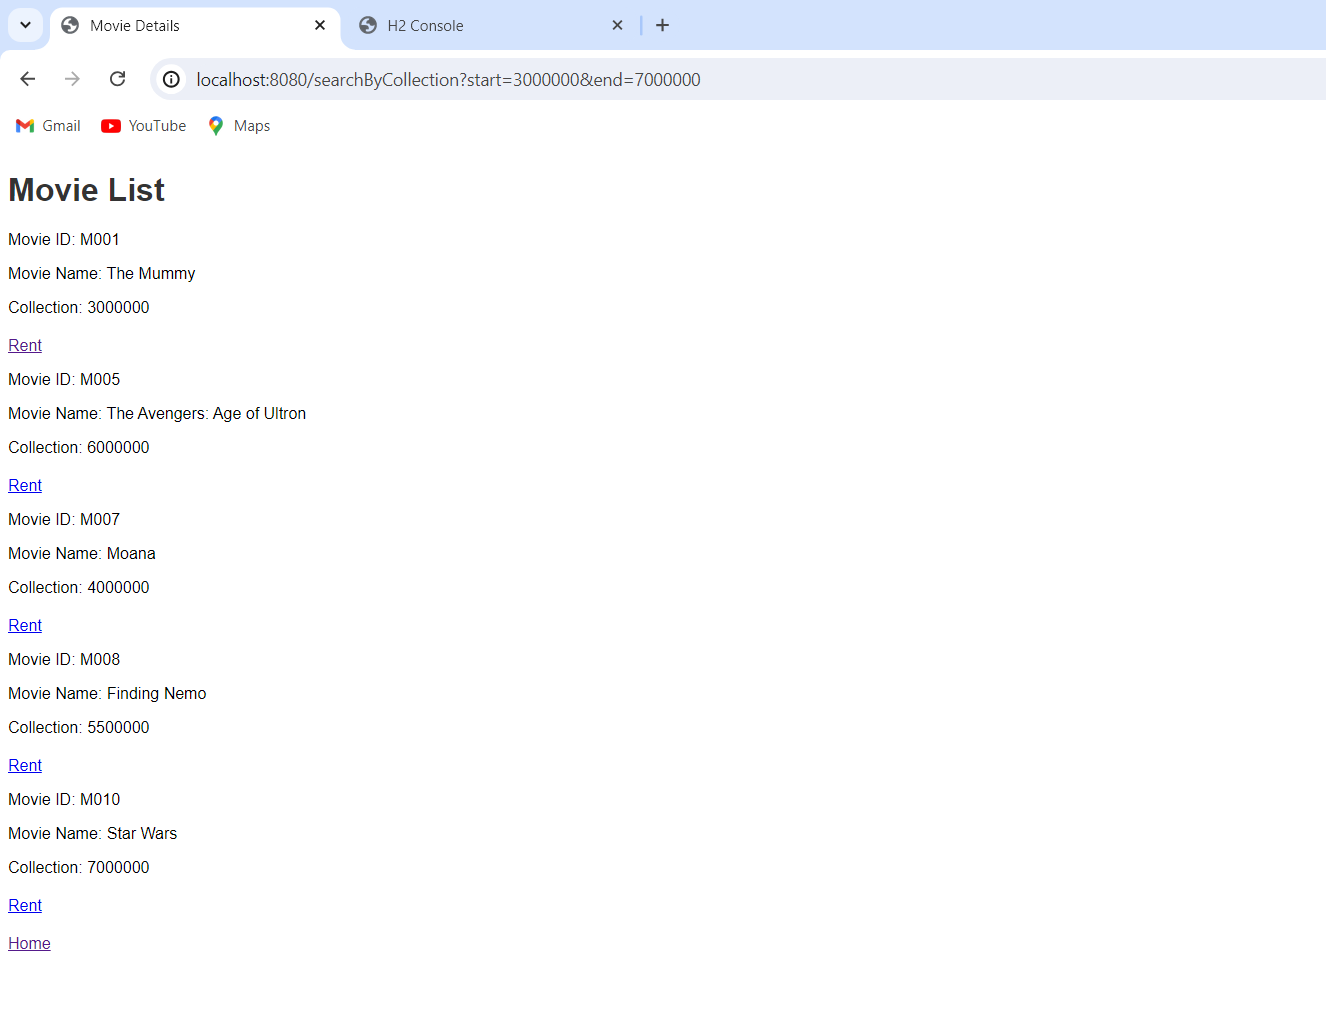 Movie Details
H2 Console
localhost:8080/searchByCollection?start=3000000&end=7000000
Gmail YouTube Maps
Movie List
Movie ID: M001
Movie Name: The Mummy
Collection: 3000000
Rent
Movie ID: M005
Movie Name: The Avengers: Age of Ultron
Collection: 6000000
Rent
Movie ID: M007
Movie Name: Moana
Collection: 4000000
Rent
Movie ID: M008
Movie Name: Finding Nemo
Collection: 5500000
Rent
Movie ID: M010
Movie Name: Star Wars
Collection: 7000000
Rent
Home